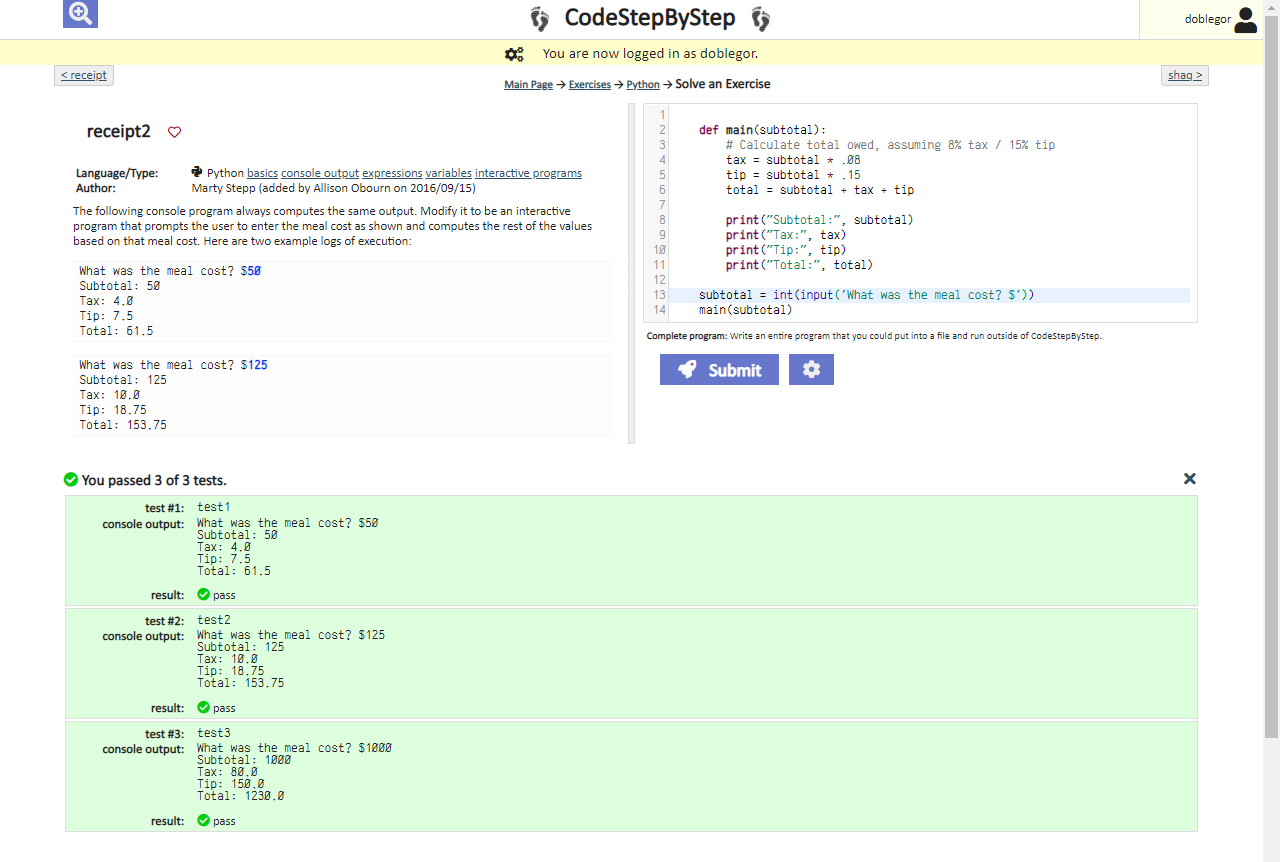 CodeStepByStep
doblegor
You are now logged in as doblegor.
< receipt
shaq >
Main Page → Exercises → Python → Solve an Exercise
receipt2
Language/Type: Python basics console output expressions variables interactive programs
Author: Marty Stepp (added by Allison Obourn on 2016/09/15)
The following console program always computes the same output. Modify it to be an interactive
program that prompts the user to enter the meal cost as shown and computes the rest of the values
based on that meal cost. Here are two example logs of execution:
What was the meal cost? $50
Subtotal: 50
Tax: 4.0
Tip: 7.5
Total: 61.5
What was the meal cost? $125
Subtotal: 125
Tax: 10.0
Tip: 18.75
Total: 153.75
1
2 def main(subtotal):
3 # Calculate total owed, assuming 8% tax / 15% tip
4 tax = subtotal * .08
5 tip = subtotal * .15
6 total = subtotal + tax + tip
7
8 print("Subtotal:", subtotal)
9 print("Tax:", tax)
10 print("Tip:", tip)
11 print("Total:", total)
12
13 subtotal = int(input('What was the meal cost? $'))
14 main(subtotal)
Complete program: Write an entire program that you could put into a file and run outside of CodeStepByStep.
Submit
You passed 3 of 3 tests.
test #1: test1
console output: What was the meal cost? $50
Subtotal: 50
Tax: 4.0
Tip: 7.5
Total: 61.5
result: pass
test #2: test2
console output: What was the meal cost? $125
Subtotal: 125
Tax: 10.0
Tip: 18.75
Total: 153.75
result: pass
test #3: test3
console output: What was the meal cost? $1000
Subtotal: 1000
Tax: 80.0
Tip: 150.0
Total: 1230.0
result: pass